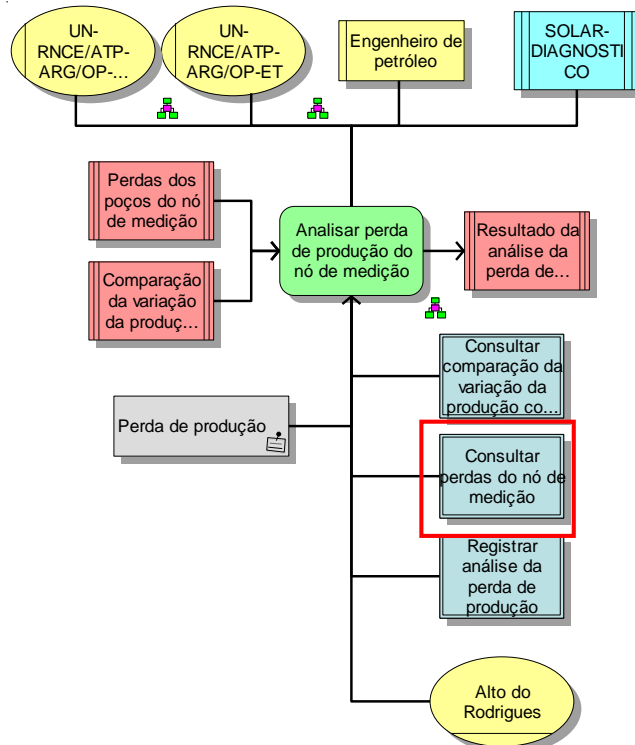 UN-
RNCE/ATP-
ARG/OP-...
UN-
RNCE/ATP-
ARG/OP-ET
Engenheiro de
petróleo
SOLAR-
DIAGNOSTI
CO
Perdas dos
poços do nó
de medição
Analisar perda
de produção do
nó de medição
Resultado da
análise da
perda de...
Comparação
da variação
da produç...
Consultar
comparação da
variação da
produção co...
Perda de produção
Consultar
perdas do nó de
medição
Registrar
análise da
perda de
produção
Alto do
Rodrigues